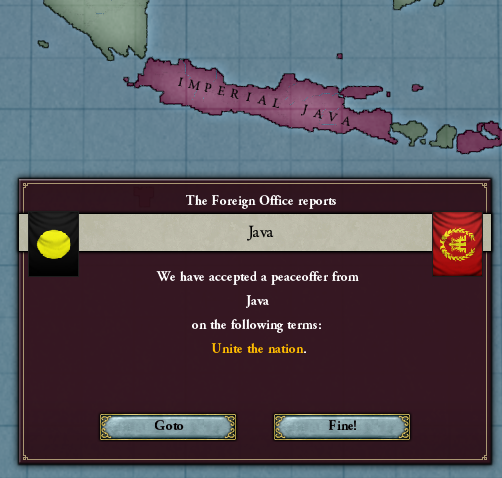 IMPERIAL JAVA
The Foreign Office reports
Java
We have accepted a peaceoffer from
Java
on the following terms:
Unite the nation.
Goto
Fine!